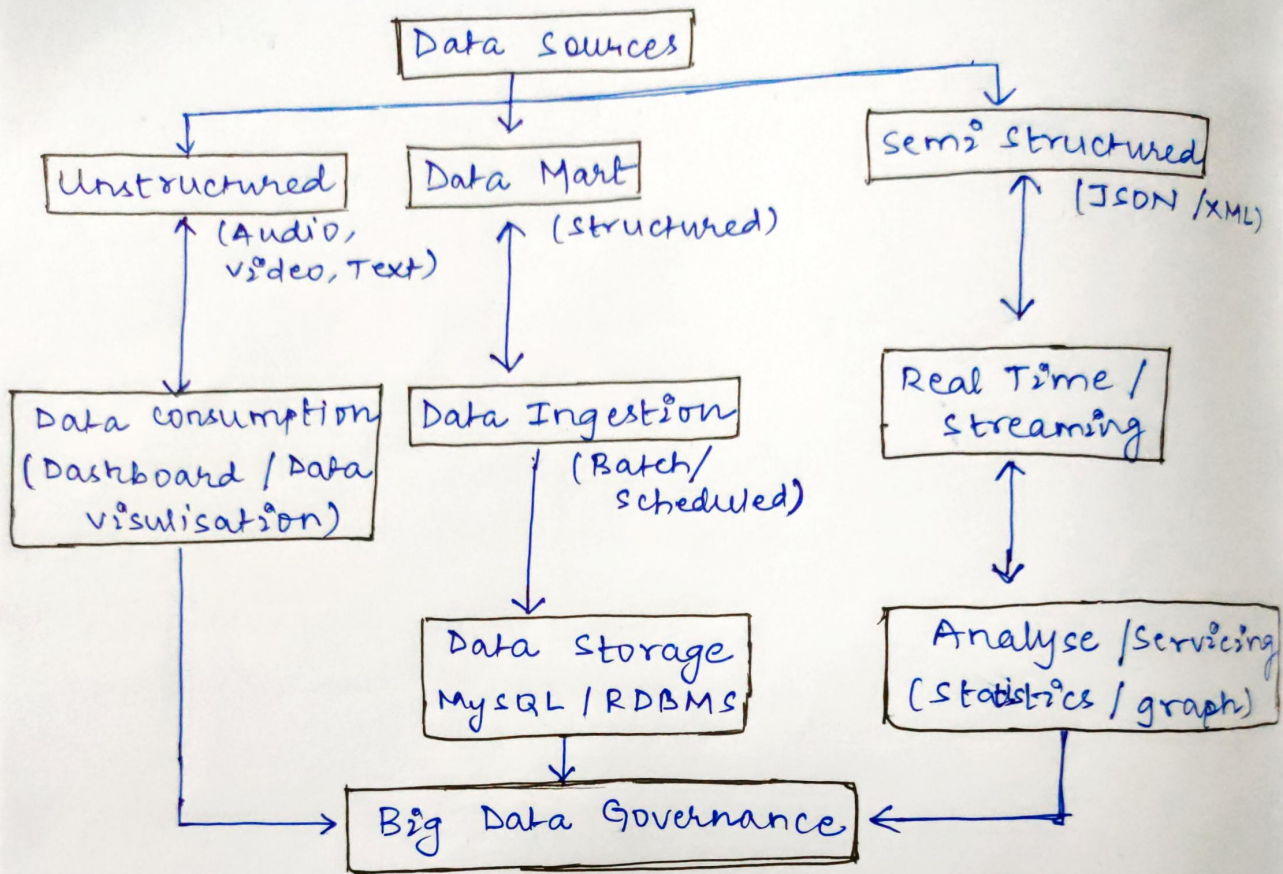 Data Sources
Unstructured
(Audio,
video, Text)
Data Mart
(Structured)
Semi Structured
(JSON /XML)
Data consumption
(Dashboard / Data
visulisation)
Data Ingestion
(Batch/
scheduled)
Real Time /
Streaming
Data Storage
MySQL / RDBMS
Analyse /Servicing
(Statistics / graph)
Big Data Governance